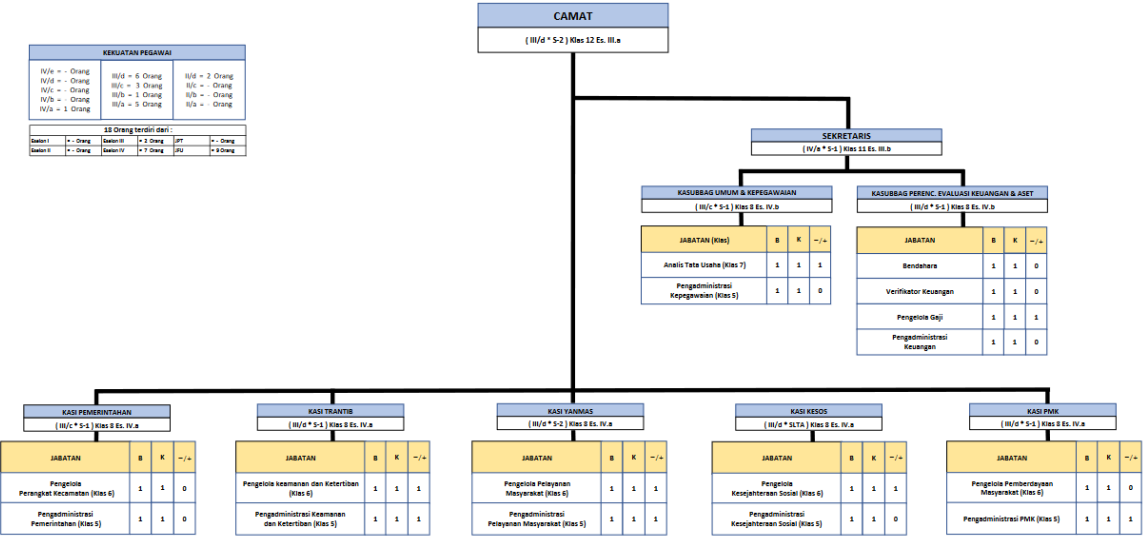 CAMAT
( III/d * S-2 ) Klas 12 Es. III.a
KEKUATAN PEGAWAI
IV/e = - Orang
IV/d = - Orang
IV/c = - Orang
IV/b = - Orang
IV/a = 1 Orang
III/d = 6 Orang
III/c = 3 Orang
III/b = 1 Orang
III/a = 5 Orang
II/d = 2 Orang
II/c = - Orang
II/b = - Orang
II/a = - Orang
18 Orang terdiri dari :
Eselon I = - Orang Eselon III = 2 Orang JPT = - Orang
Eselon II = - Orang Eselon IV = 7 Orang JFU = 9 Orang
SEKRETARIS
( IV/a * S-1 ) Klas 11 Es. III.b
KASUBBAG UMUM & KEPEGAWAIAN
( III/c * S-1 ) Klas 8 Es. IV.b
JABATAN (Klas) B K -/+
Analis Tata Usaha (Klas 7) 1 1 1
Pengadministrasi
Kepegawaian (Klas 5) 1 1 0
KASUBBAG PERENC. EVALUASI KEUANGAN & ASET
( III/d * S-1 ) Klas 8 Es. IV.b
JABATAN B K -/+
Bendahara 1 1 0
Verifikator Keuangan 1 1 0
Pengelola Gaji 1 1 1
Pengadministrasi
Keuangan 1 1 0
KASI PEMERINTAHAN
( III/c * S-1 ) Klas 8 Es. IV.a
JABATAN B K -/+
Pengelola
Perangkat Kecamatan (Klas 6) 1 1 0
Pengadministrasi
Pemerintahan (Klas 5) 1 1 0
KASI TRANTIB
( III/d * S-1 ) Klas 8 Es. IV.a
JABATAN B K -/+
Pengelola keamanan dan Ketertiban
(Klas 6) 1 1 1
Pengadministrasi Keamanan
dan Ketertiban (Klas 5) 1 1 1
KASI YANMAS
( III/d * S-2 ) Klas 8 Es. IV.a
JABATAN B K -/+
Pengelola Pelayanan
Masyarakat (Klas 6) 1 1 1
Pengadministrasi
Pelayanan Masyarakat (Klas 5) 1 1 1
KASI KESOS
( III/d * SLTA ) Klas 8 Es. IV.a
JABATAN B K -/+
Pengelola
Kesejahteraan Sosial (Klas 6) 1 1 1
Pengadministrasi
Kesejahteraan Sosial (Klas 5) 1 1 0
KASI PMK
( III/d * S-1 ) Klas 8 Es. IV.a
JABATAN B K -/+
Pengelola Pemberdayaan
Masyarakat (Klas 6) 1 1 0
Pengadministrasi PMK (Klas 5) 1 1 1